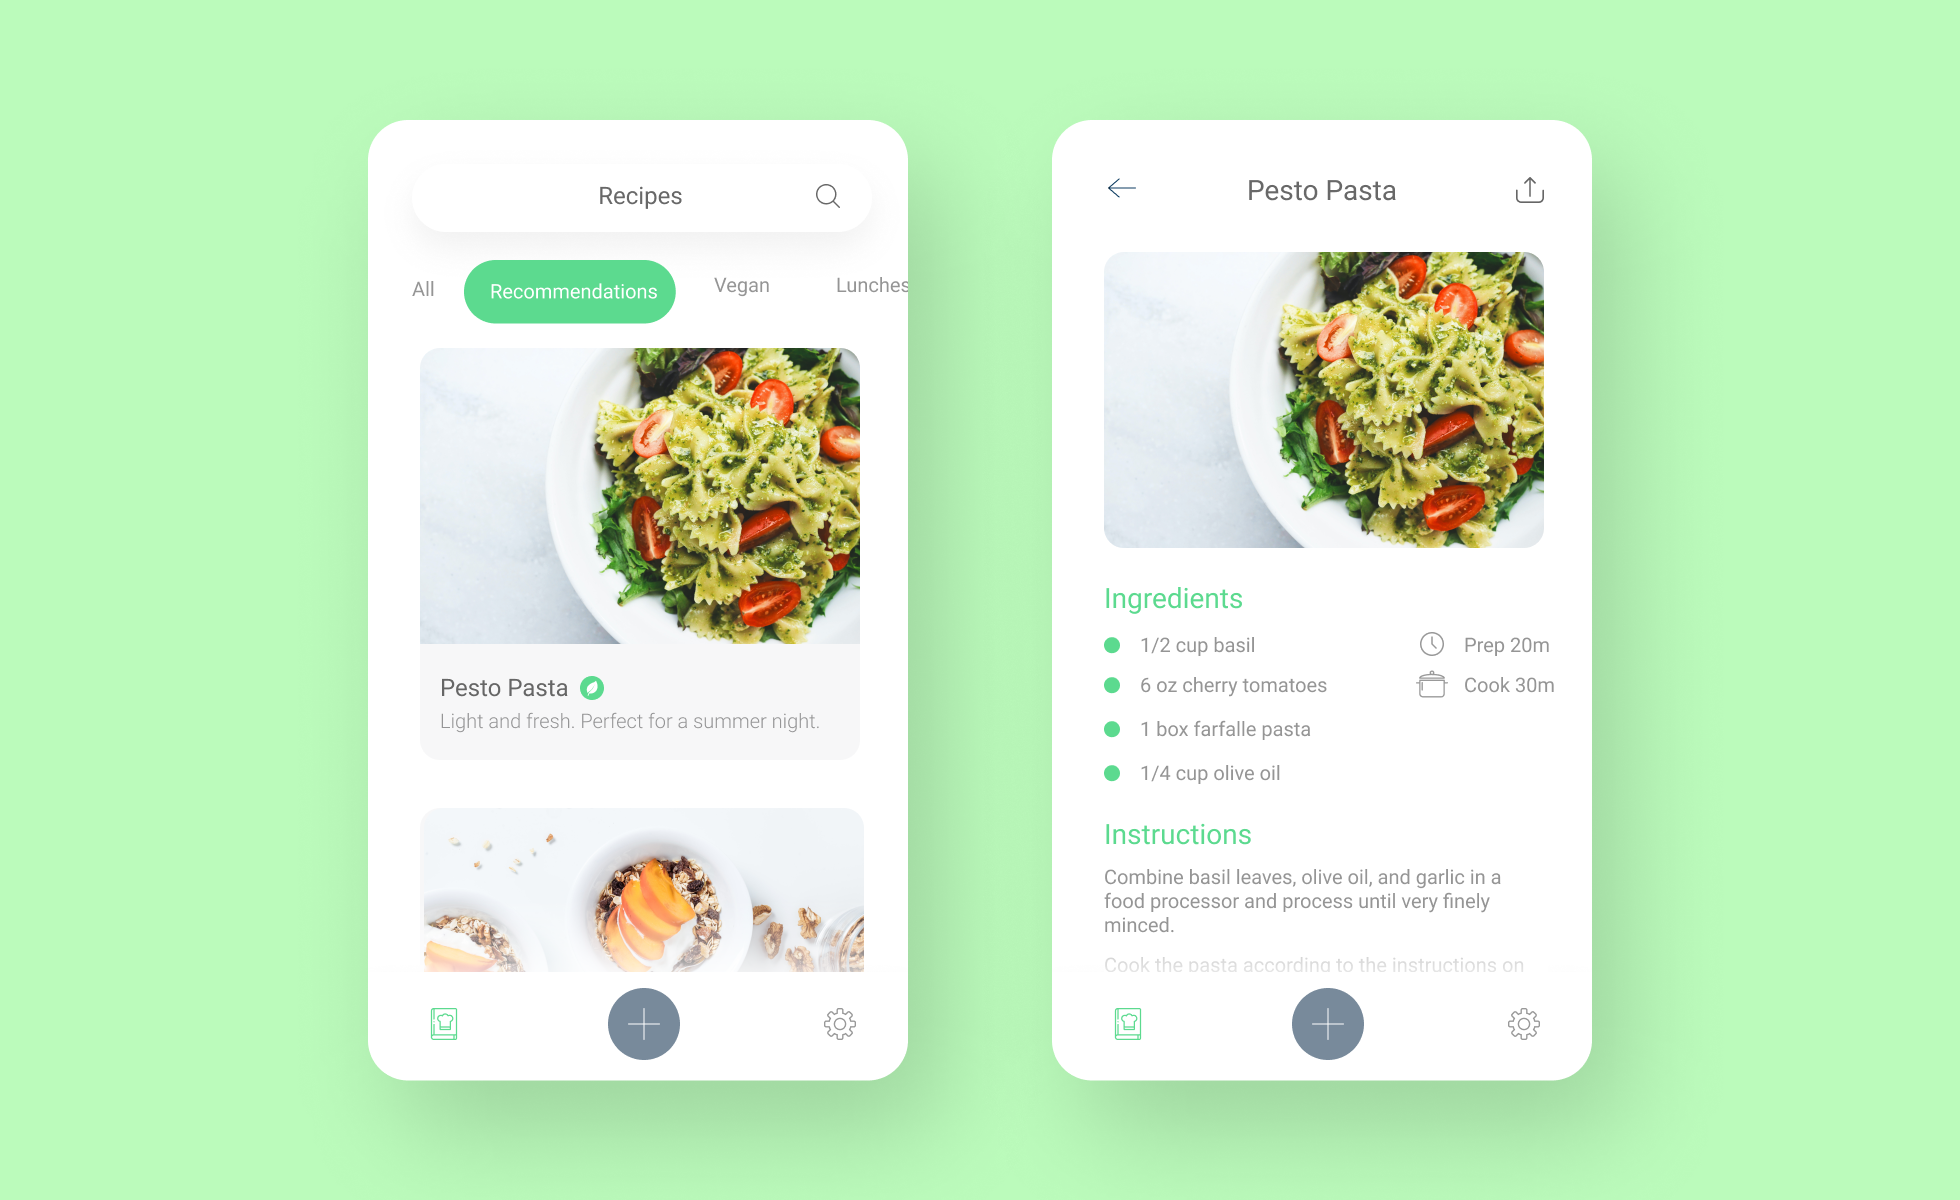 Recipes
All
Recommendations
Vegan
Lunches
Pesto Pasta
Light and fresh. Perfect for a summer night.
Pesto Pasta
Ingredients
1/2 cup basil
Prep 20m
6 oz cherry tomatoes
Cook 30m
1 box farfalle pasta
1/4 cup olive oil
Instructions
Combine basil leaves, olive oil, and garlic in a
food processor and process until very finely
minced.
Cook the pasta according to the instructions on